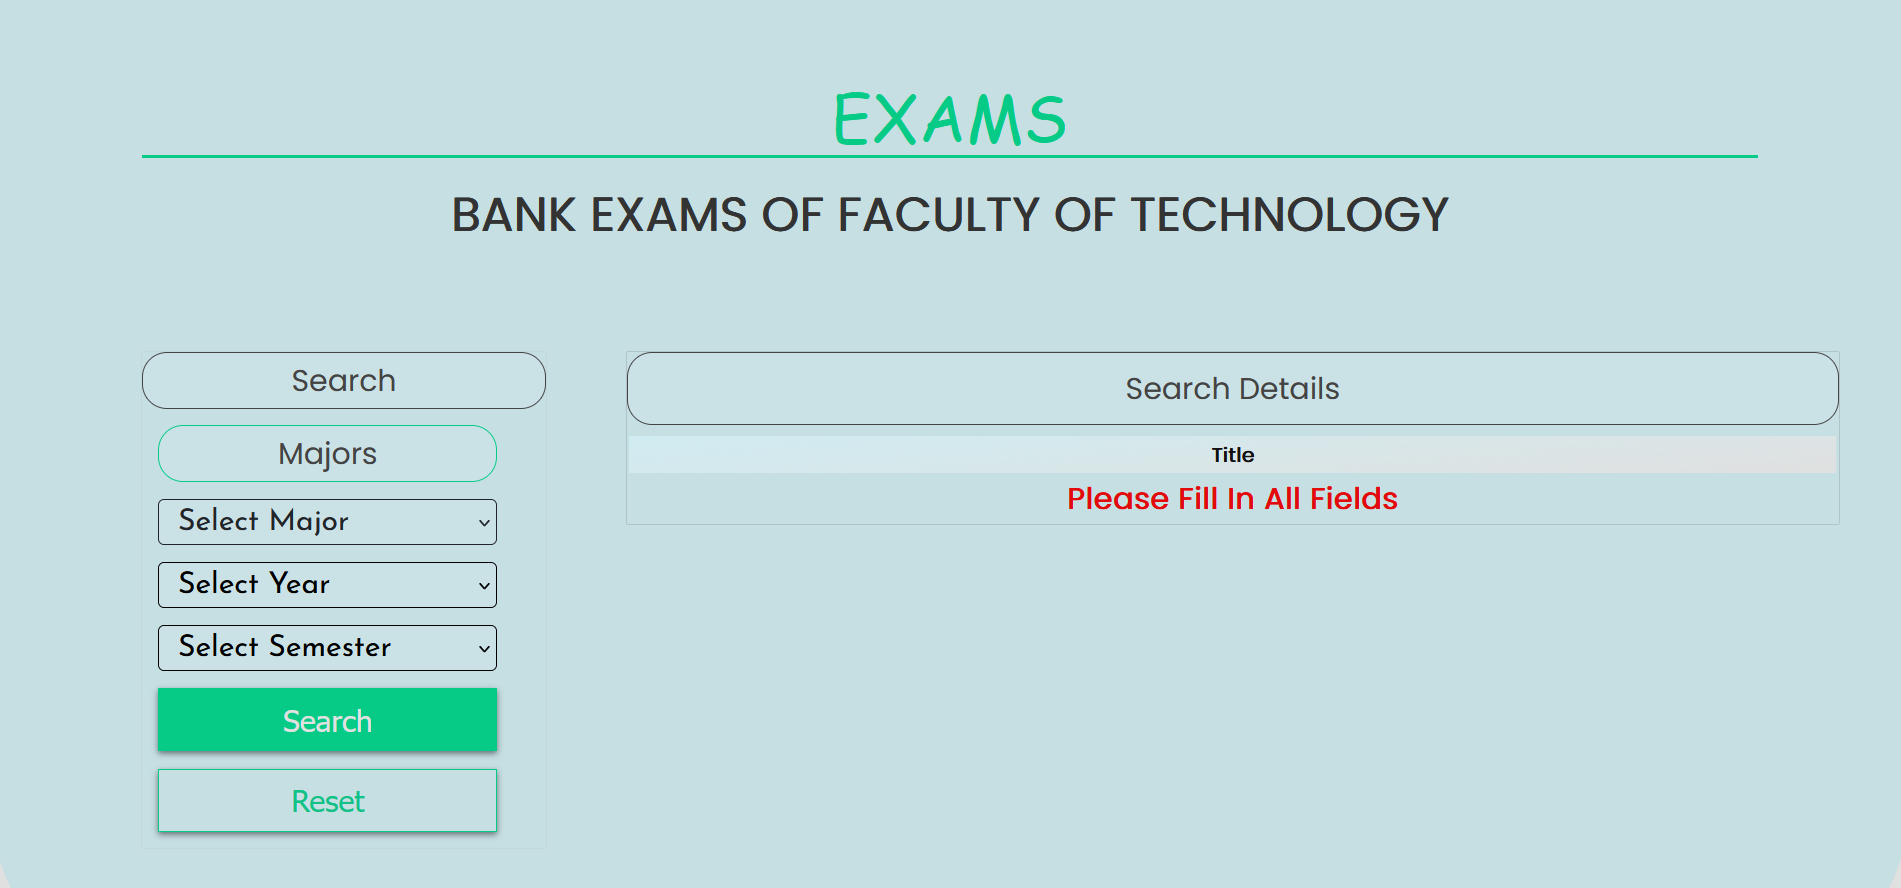 EXAMS
BANK EXAMS OF FACULTY OF TECHNOLOGY
Search
Majors
Select Major
Select Year
Select Semester
Search
Reset
Search Details
Title
Please Fill In All Fields